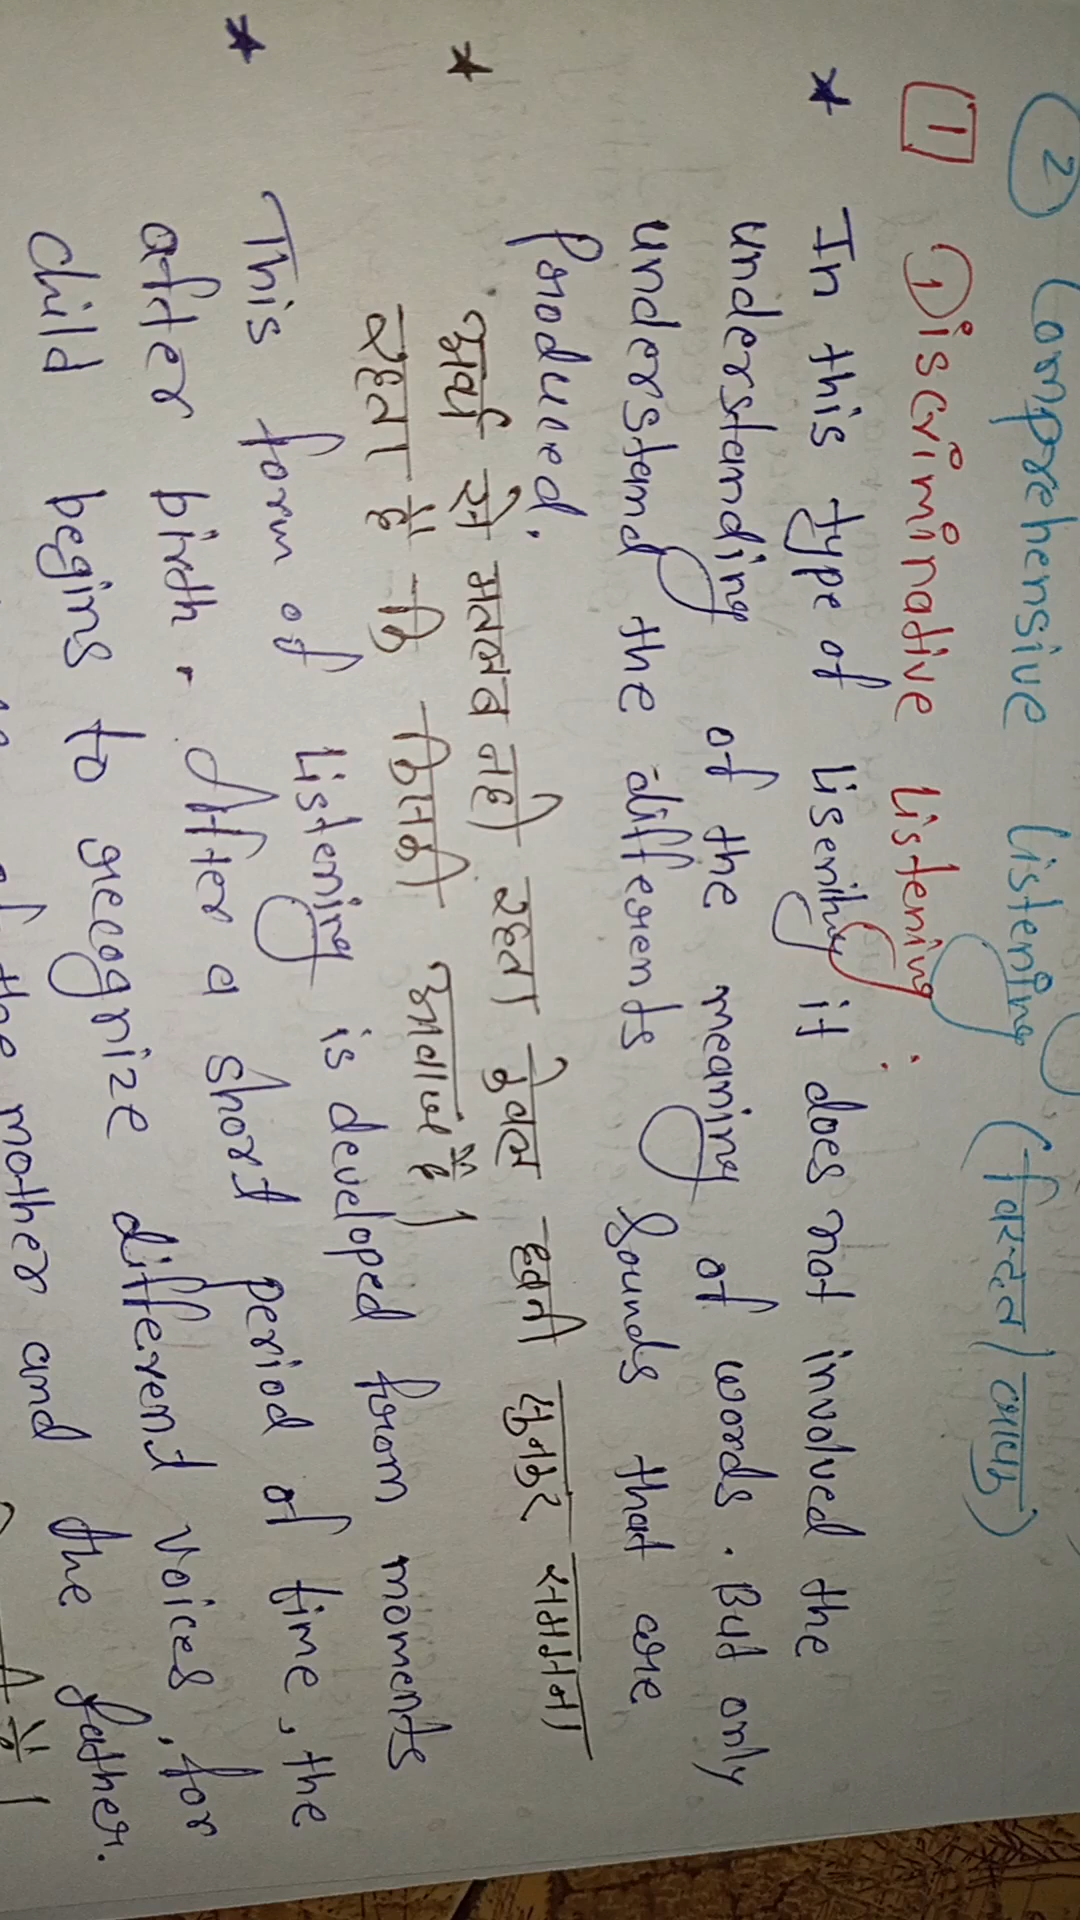 2) Comprehensive Listening (विस्तृत / व्यापक)
1 Discriminative Listening.
★ In this type of lisening it does not involved the
understanding of the meaning of words. But only
understand the differents sounds that are
produced.
★ अर्थ से मतलब नही रहता केवल ध्वनी सुनकर समझना
रहता है कि किसकी आवाज है।
★ This form of listening is developed from moments
after birth. After a short period of time, the
child begins to recognize different voices, for
the mother and the father.